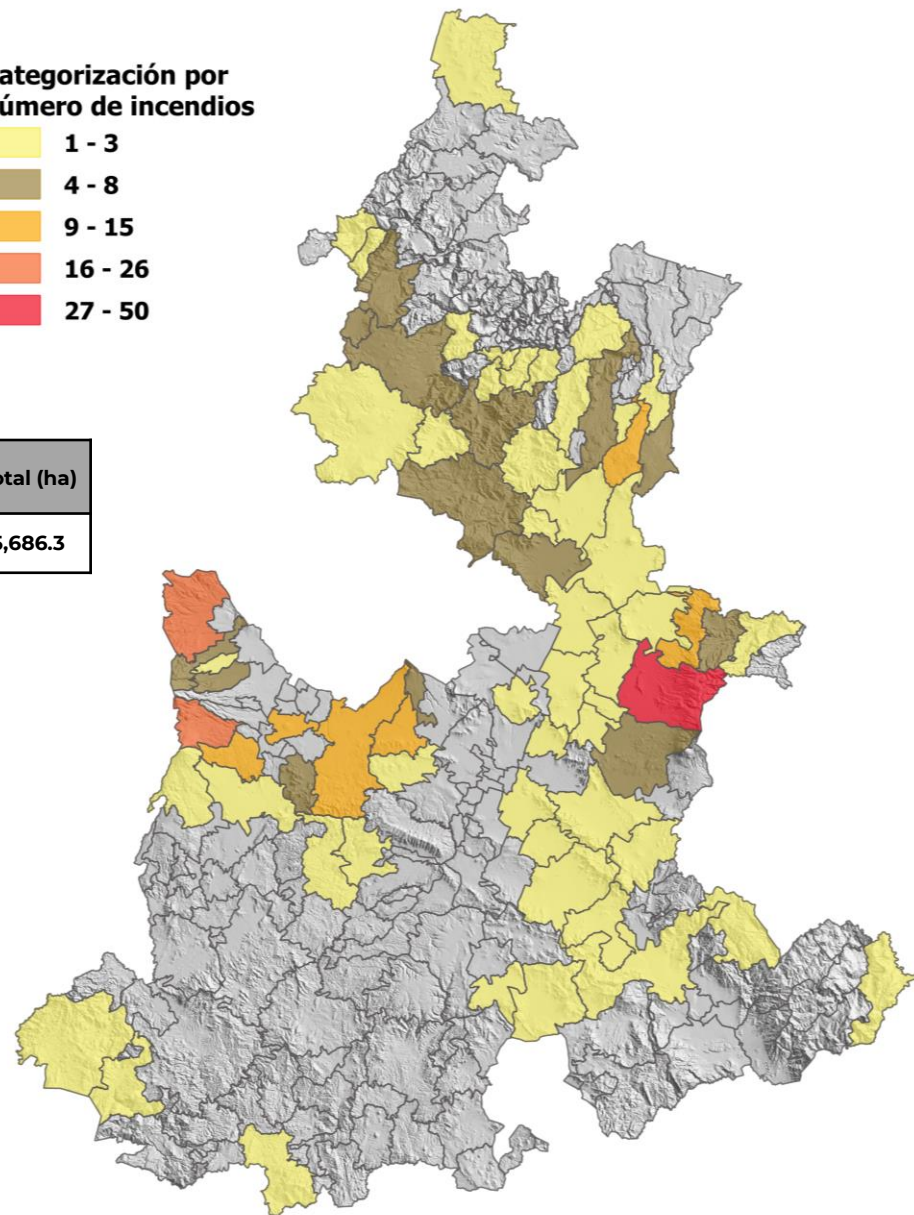 ategorización por
úmero de incendios
1 - 3
4 - 8
9 - 15
16 - 26
27 - 50
otal (ha)
,686.3